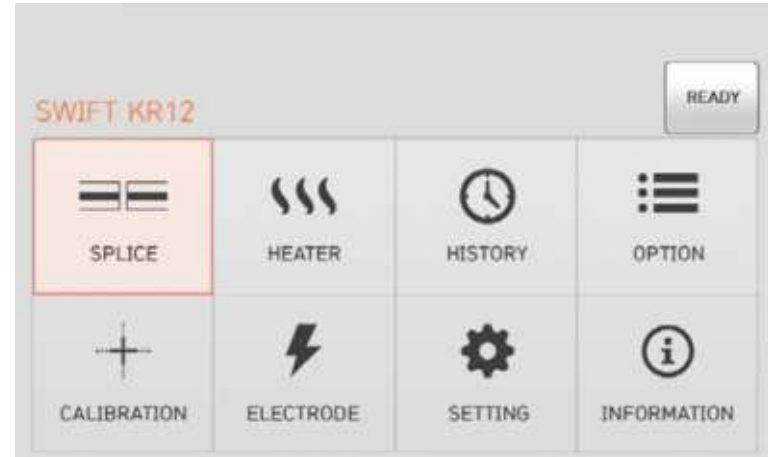 READY
SWIFT KR12
SPLICE HEATER HISTORY OPTION
CALIBRATION ELECTRODE SETTING INFORMATION